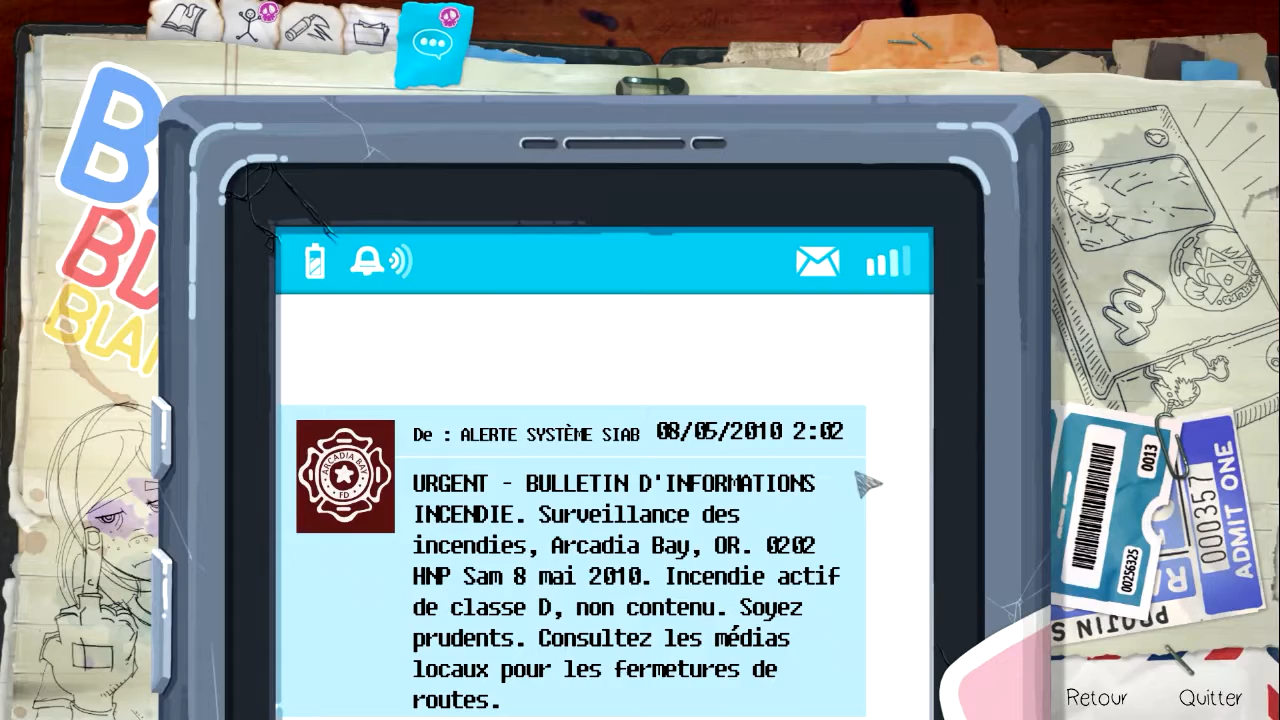 De : ALERTE SYSTÈME SIAB 08/05/2010 2:02
ARCADIA BAY
FD
URGENT - BULLETIN D'INFORMATIONS
INCENDIE. Surveillance des
incendies, Arcadia Bay, OR. 0202
HNP Sam 8 mai 2010. Incendie actif
de classe D, non contenu. Soyez
prudents. Consultez les médias
locaux pour les fermetures de
routes.
0013
00256325
000357
ADMIT ONE
Retour
Quitter